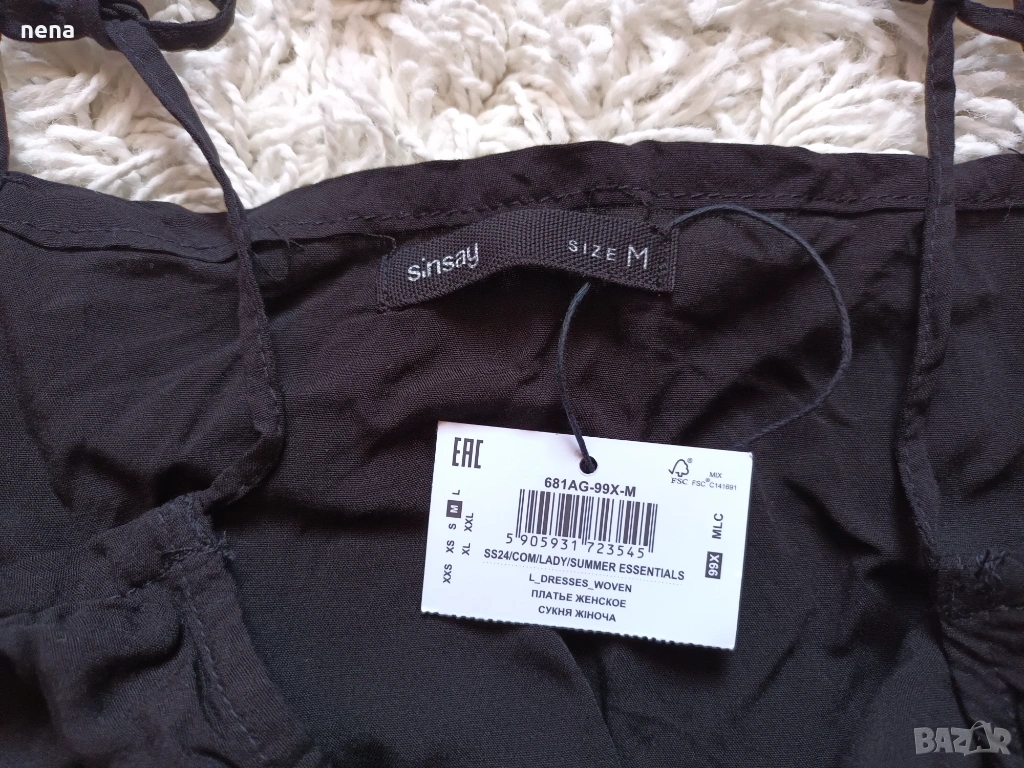 nena
sinsay
SIZE M
EAC
FSC
MIX
FSC® C141691
681AG-99X-M
XXS XS S M L
XL XXL
5 905931 723545
99X MLC
SS24/COM/LADY/SUMMER ESSENTIALS
L_DRESSES_WOVEN
ПЛАТЬЕ ЖЕНСКОЕ
СУКНЯ ЖІНОЧА
BAZAR